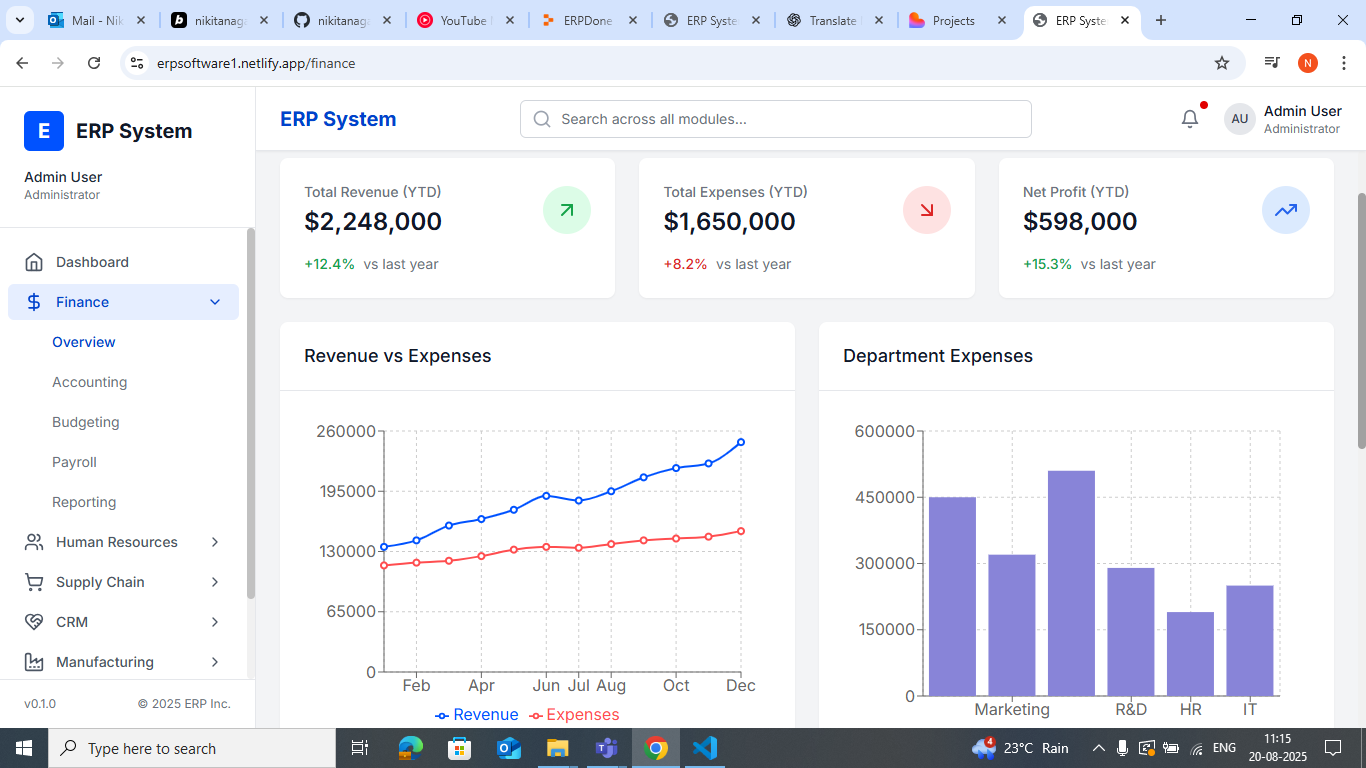 Mail - Nik
nikitanaga
nikitanaga
YouTube
ERPDone
ERP Syste
Translate
Projects
ERP Syste
erpsoftware1.netlify.app/finance
N
E
ERP System
Admin User
Administrator
Dashboard
Finance
Overview
Accounting
Budgeting
Payroll
Reporting
Human Resources
Supply Chain
CRM
Manufacturing
v0.1.0
© 2025 ERP Inc.
ERP System
Search across all modules...
AU
Admin User
Administrator
Total Revenue (YTD)
$2,248,000
+12.4% vs last year
Total Expenses (YTD)
$1,650,000
+8.2% vs last year
Net Profit (YTD)
$598,000
+15.3% vs last year
Revenue vs Expenses
260000
195000
130000
65000
0
Feb Apr Jun Jul Aug Oct Dec
Revenue Expenses
Department Expenses
600000
450000
300000
150000
0
Marketing R&D HR IT
Type here to search
4
23°C Rain
ENG
11:15
20-08-2025